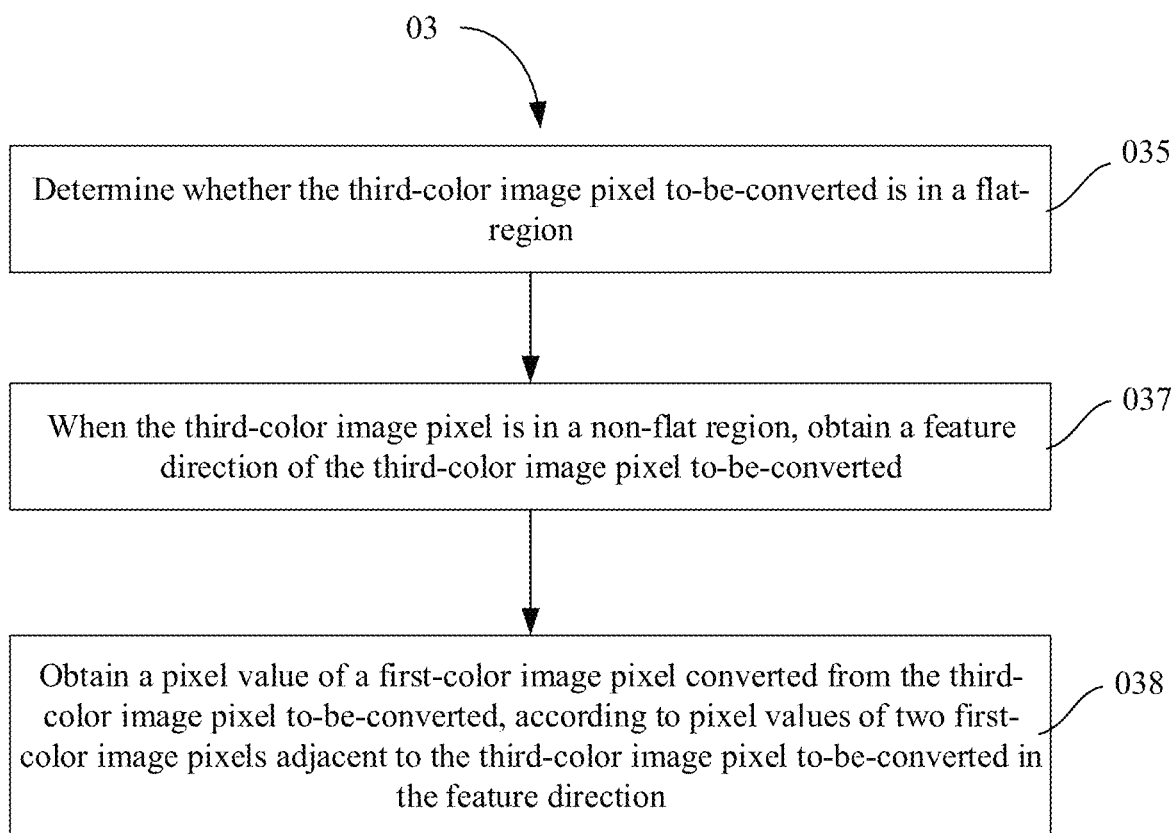 03
035
Determine whether the third-color image pixel to-be-converted is in a flat-
region
037
When the third-color image pixel is in a non-flat region, obtain a feature
direction of the third-color image pixel to-be-converted
038
Obtain a pixel value of a first-color image pixel converted from the third-
color image pixel to-be-converted, according to pixel values of two first-
color image pixels adjacent to the third-color image pixel to-be-converted in
the feature direction